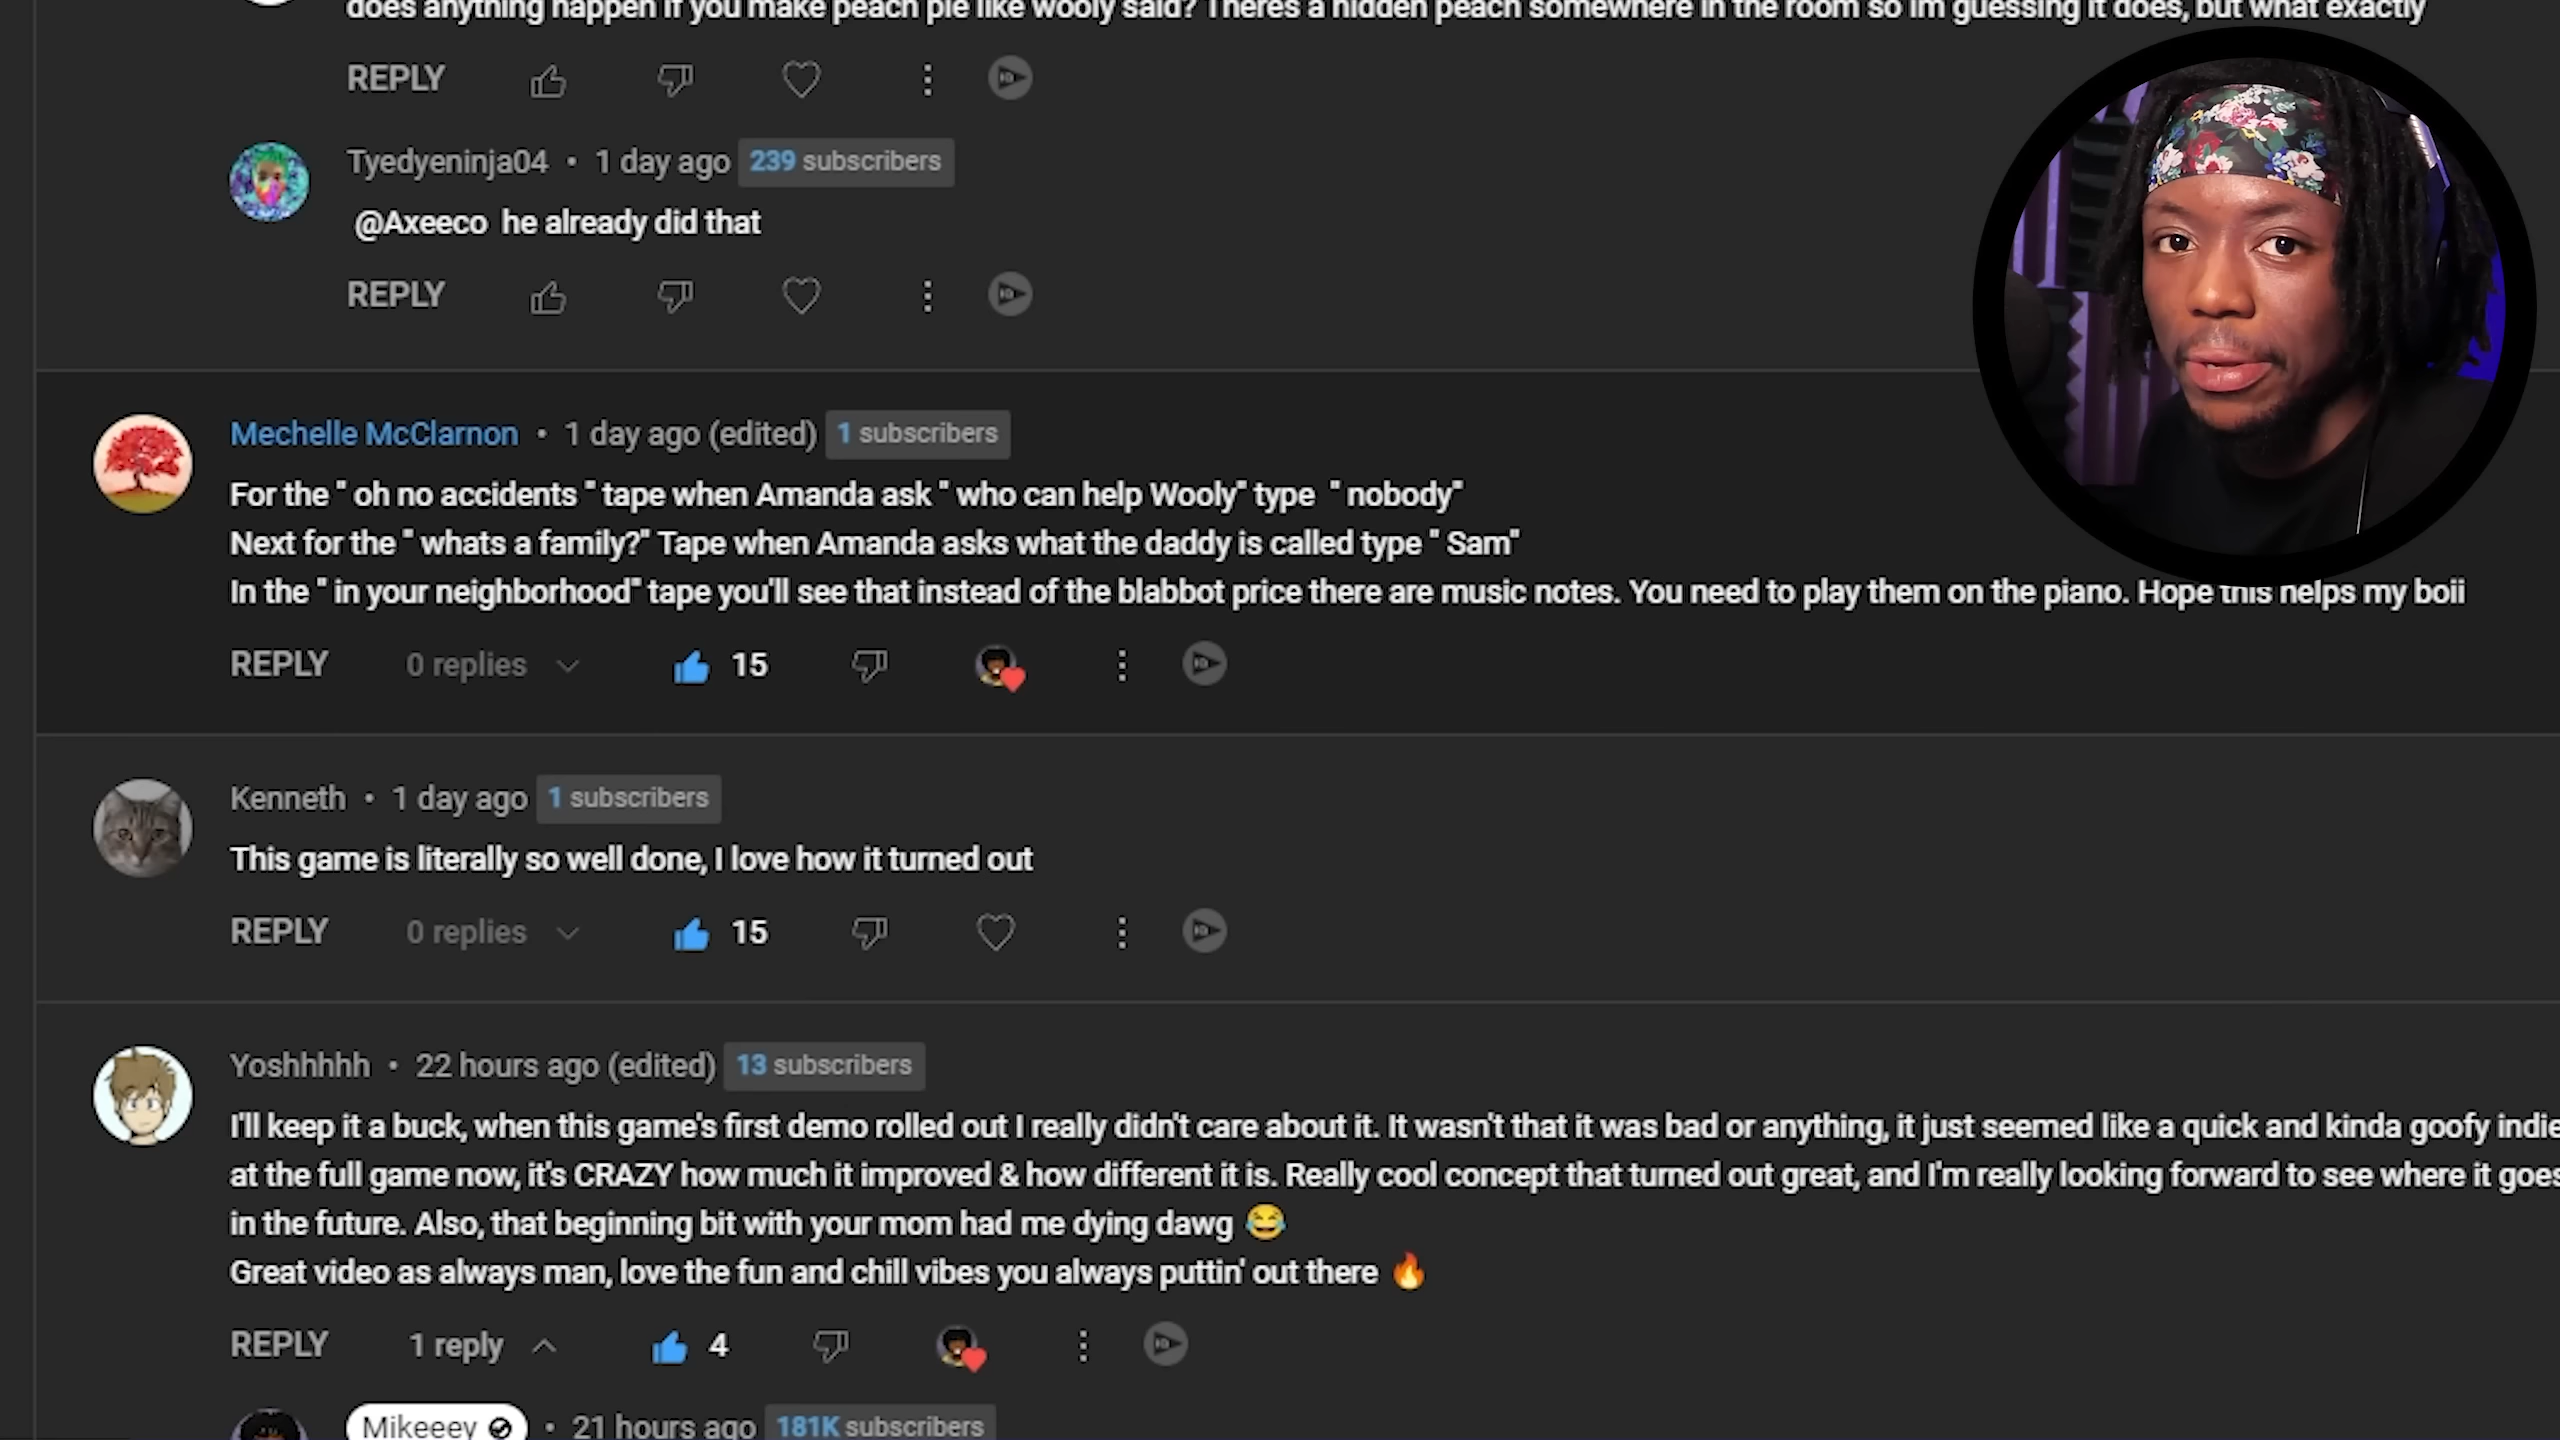 does anything happen if you make peach pie like wooly said? Theres a hidden peach somewhere in the room so im guessing it does, but what exactly
REPLY
Tyedyeninja04 • 1 day ago 239 subscribers
@Axeeco he already did that
REPLY
Mechelle McClarnon • 1 day ago (edited) 1 subscribers
For the " oh no accidents " tape when Amanda ask " who can help Wooly" type " nobody"
Next for the " whats a family?" Tape when Amanda asks what the daddy is called type " Sam"
In the " in your neighborhood" tape you'll see that instead of the blabbot price there are music notes. You need to play them on the piano. Hope this helps my boii
REPLY 0 replies 15
Kenneth • 1 day ago 1 subscribers
This game is literally so well done, I love how it turned out
REPLY 0 replies 15
Yoshhhhh • 22 hours ago (edited) 13 subscribers
I'll keep it a buck, when this game's first demo rolled out I really didn't care about it. It wasn't that it was bad or anything, it just seemed like a quick and kinda goofy indie
at the full game now, it's CRAZY how much it improved & how different it is. Really cool concept that turned out great, and I'm really looking forward to see where it goes
in the future. Also, that beginning bit with your mom had me dying dawg 😂
Great video as always man, love the fun and chill vibes you always puttin' out there 🔥
REPLY 1 reply 4
Mikeeey • 21 hours ago 181K subscribers